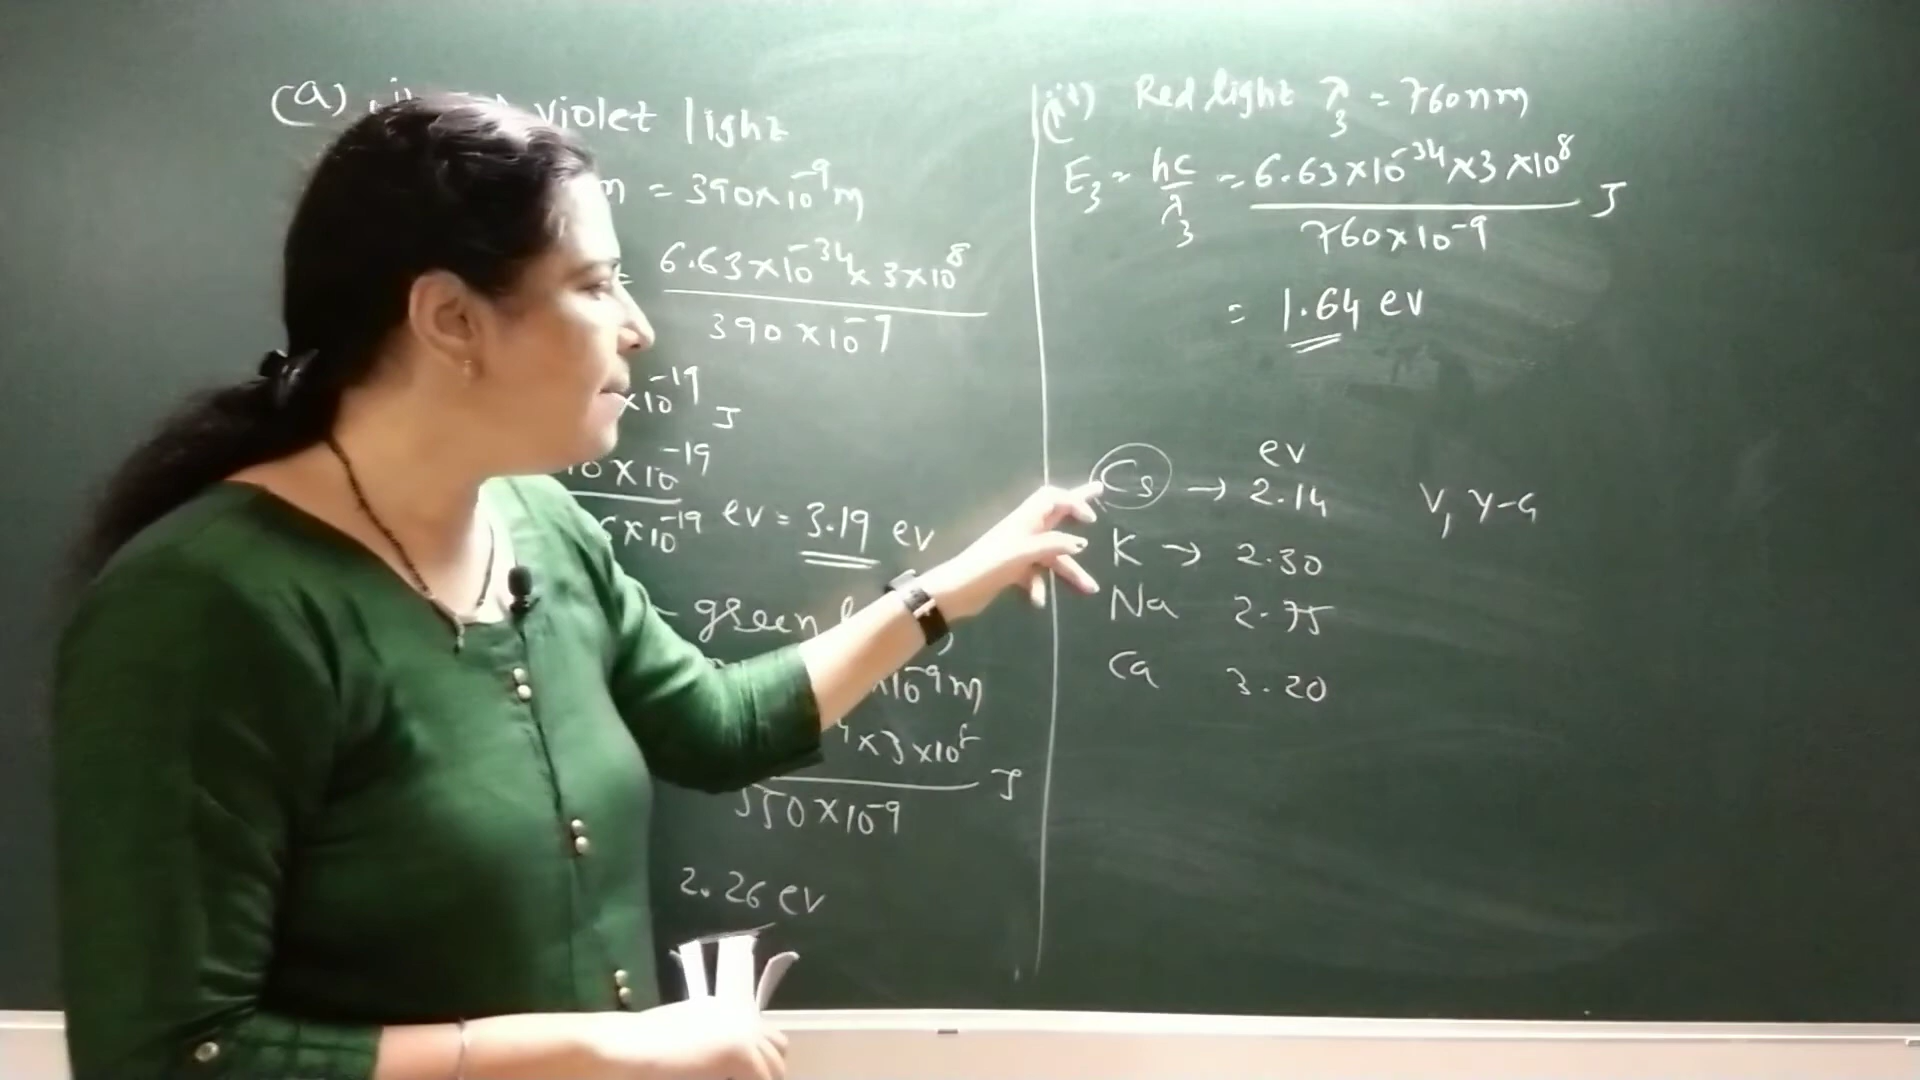 (a) violet light
m = 390×10⁻⁹m
= 6.63×10⁻³⁴×3×10⁸
390×10⁻⁹
×10⁻¹⁹ J
10×10⁻¹⁹
×10⁻¹⁹ ev = 3.19 ev
- green
×10⁻⁹m
×3×10⁸
550×10⁻⁹ J
2.26 ev
(iii) Red light λ₃ = 760nm
E₃ = hc/λ₃ = 6.63×10⁻³⁴×3×10⁸
760×10⁻⁹ J
= 1.64 ev
ev
Cs → 2.14 V, Y-G
K → 2.30
Na 2.75
Ca 3.20